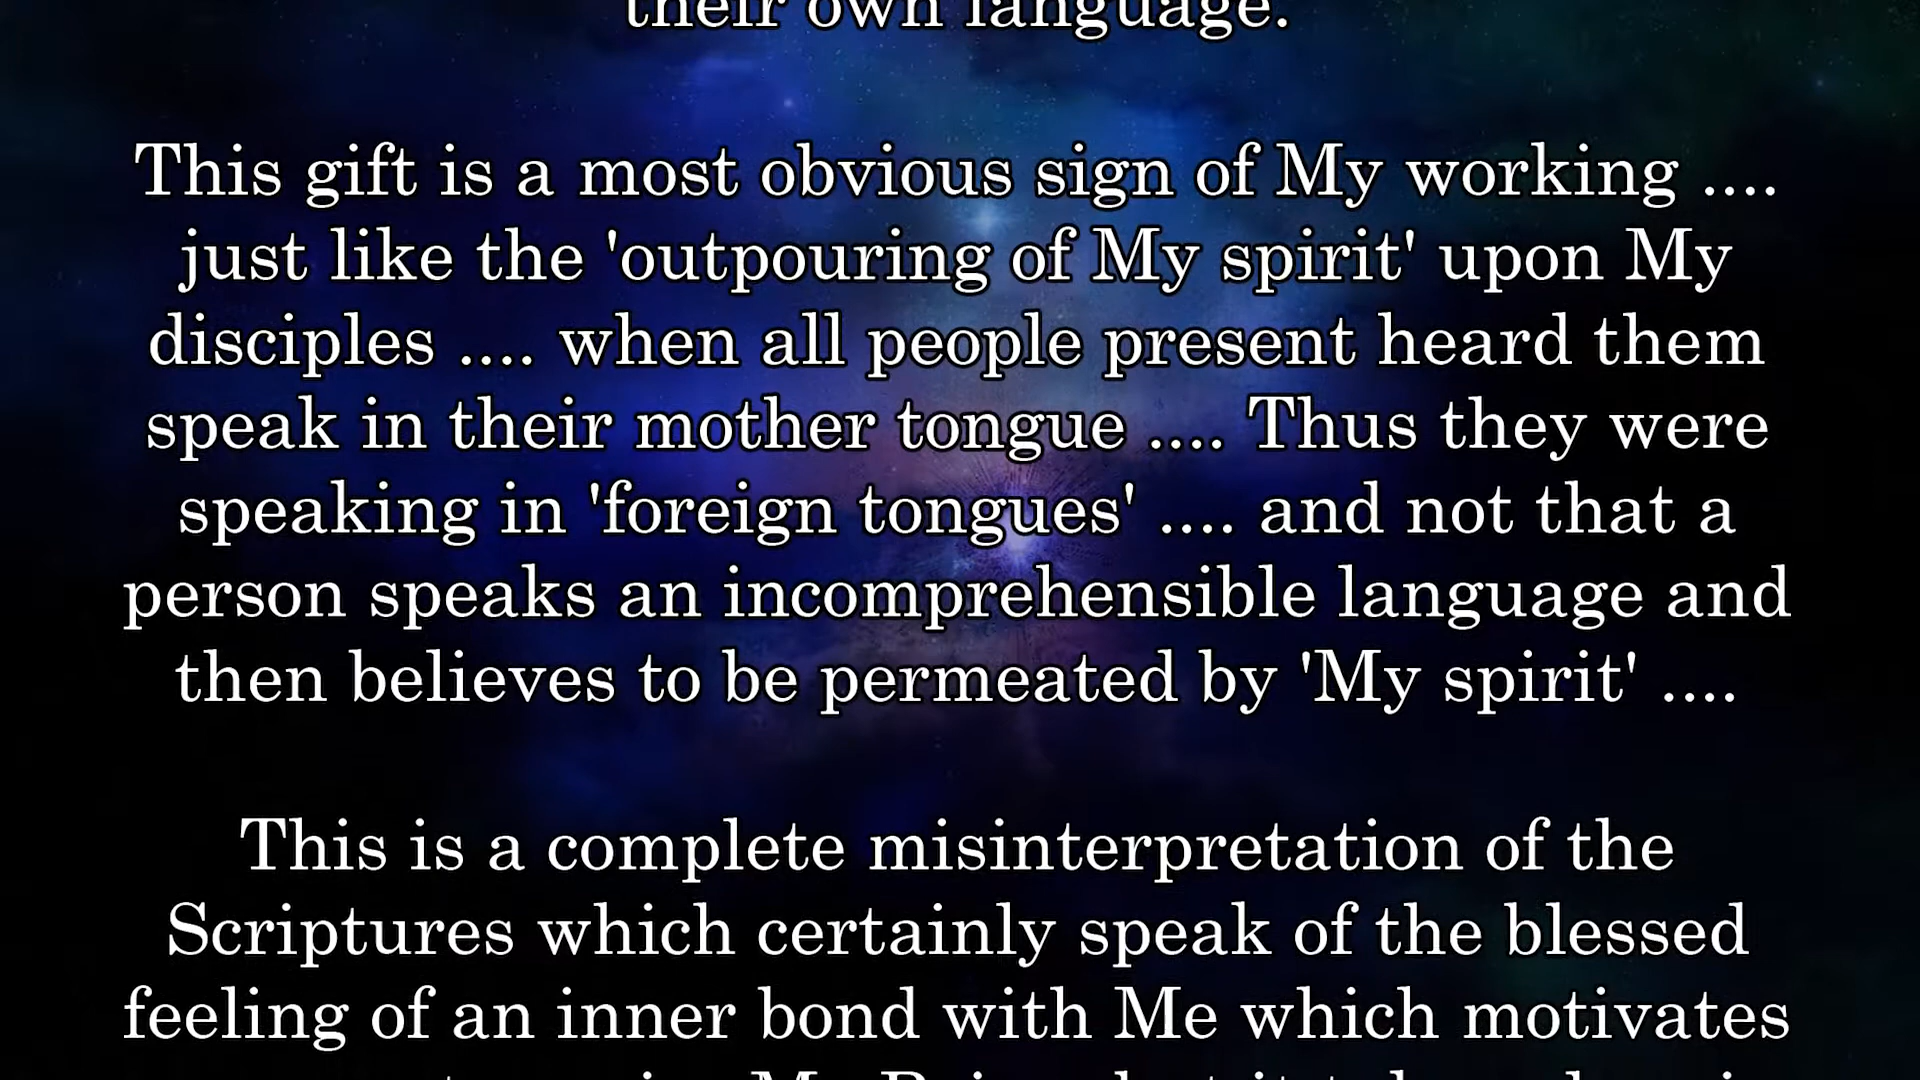 their own language.
This gift is a most obvious sign of My working ....
just like the 'outpouring of My spirit' upon My
disciples .... when all people present heard them
speak in their mother tongue .... Thus they were
speaking in 'foreign tongues' .... and not that a
person speaks an incomprehensible language and
then believes to be permeated by 'My spirit' ....
This is a complete misinterpretation of the
Scriptures which certainly speak of the blessed
feeling of an inner bond with Me which motivates